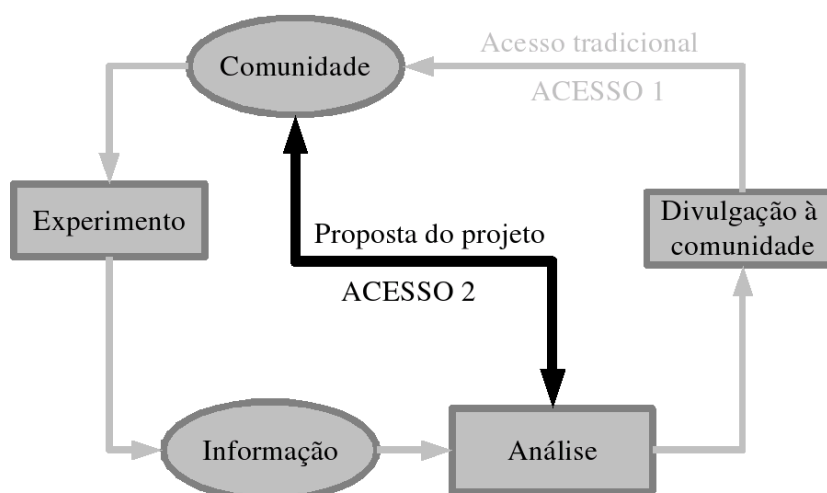 Comunidade
Acesso tradicional
ACESSO 1
Experimento
Proposta do projeto
ACESSO 2
Divulgação à
comunidade
Informação
Análise